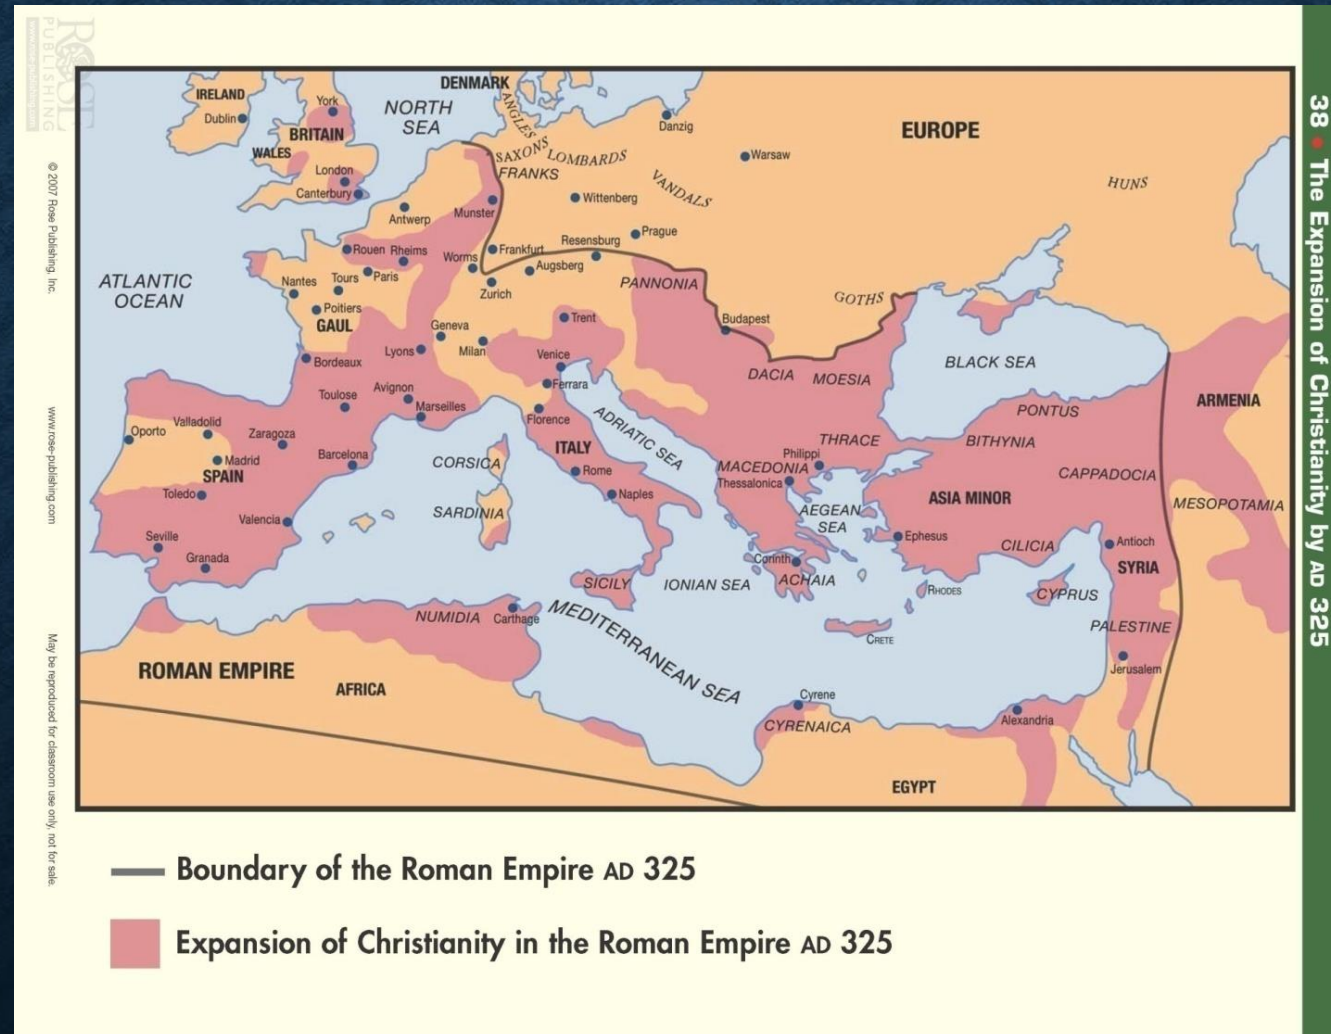 ROSE
PUBLISHING
www.rose-publishing.com
© 2007 Rose Publishing, Inc.
www.rose-publishing.com
May be reproduced for classroom use only, not for sale.
38 • The Expansion of Christianity by AD 325
IRELAND
Dublin
York
BRITAIN
WALES
London
Canterbury
NORTH
SEA
DENMARK
ANGLES
SAXONS
LOMBARDS
FRANKS
VANDALS
Danzig
Warsaw
EUROPE
HUNS
Wittenberg
Antwerp
Munster
Prague
Resensburg
Frankfurt
Worms
Augsberg
Zurich
Rouen
Rheims
Paris
Tours
Nantes
Poitiers
GAUL
ATLANTIC
OCEAN
PANNONIA
GOTHS
Budapest
Trent
Geneva
Milan
Lyons
Venice
Ferrara
Bordeaux
DACIA
MOESIA
BLACK SEA
ARMENIA
Toulose
Avignon
Marseilles
Florence
ADRIATIC SEA
ITALY
Rome
Naples
CORSICA
SARDINIA
Oporto
Valladolid
Zaragoza
Madrid
SPAIN
Barcelona
Toledo
Valencia
Seville
Granada
THRACE
Philippi
MACEDONIA
Thessalonica
PONTUS
BITHYNIA
CAPPADOCIA
ASIA MINOR
MESOPOTAMIA
AEGEAN
SEA
Ephesus
CILICIA
Antioch
SYRIA
Corinth
ACHAIA
SICILY
IONIAN SEA
RHODES
CYPRUS
CRETE
PALESTINE
Jerusalem
NUMIDIA
Carthage
MEDITERRANEAN SEA
ROMAN EMPIRE
AFRICA
Cyrene
CYRENAICA
Alexandria
EGYPT
Boundary of the Roman Empire AD 325
Expansion of Christianity in the Roman Empire AD 325